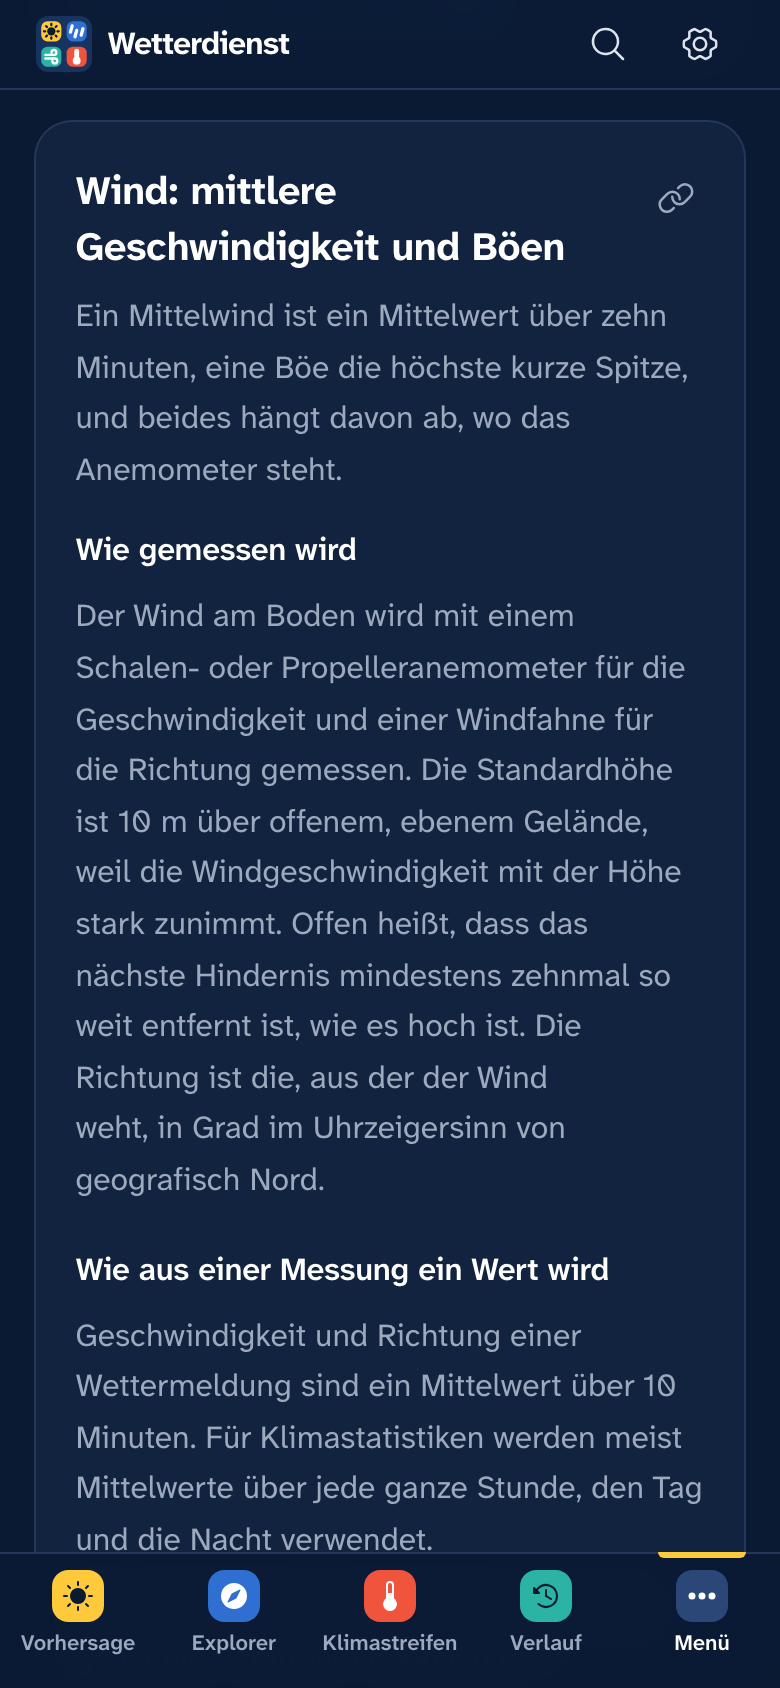 Wetterdienst
Wind: mittlere
Geschwindigkeit und Böen
Ein Mittelwind ist ein Mittelwert über zehn
Minuten, eine Böe die höchste kurze Spitze,
und beides hängt davon ab, wo das
Anemometer steht.
Wie gemessen wird
Der Wind am Boden wird mit einem
Schalen- oder Propelleranemometer für die
Geschwindigkeit und einer Windfahne für
die Richtung gemessen. Die Standardhöhe
ist 10 m über offenem, ebenem Gelände,
weil die Windgeschwindigkeit mit der Höhe
stark zunimmt. Offen heißt, dass das
nächste Hindernis mindestens zehnmal so
weit entfernt ist, wie es hoch ist. Die
Richtung ist die, aus der der Wind
weht, in Grad im Uhrzeigersinn von
geografisch Nord.
Wie aus einer Messung ein Wert wird
Geschwindigkeit und Richtung einer
Wettermeldung sind ein Mittelwert über 10
Minuten. Für Klimastatistiken werden meist
Mittelwerte über jede ganze Stunde, den Tag
und die Nacht verwendet.
Vorhersage
Explorer
Klimastreifen
Verlauf
Menü